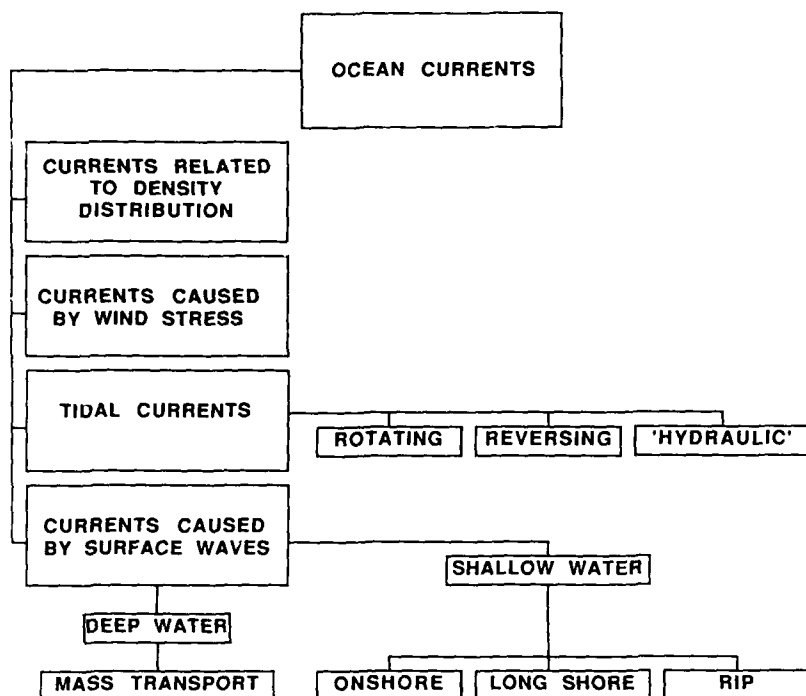 OCEAN CURRENTS
CURRENTS RELATED
TO DENSITY
DISTRIBUTION
CURRENTS CAUSED
BY WIND STRESS
TIDAL CURRENTS
ROTATING
REVERSING
'HYDRAULIC'
CURRENTS CAUSED
BY SURFACE WAVES
SHALLOW WATER
DEEP WATER
MASS TRANSPORT
ONSHORE
LONG SHORE
RIP